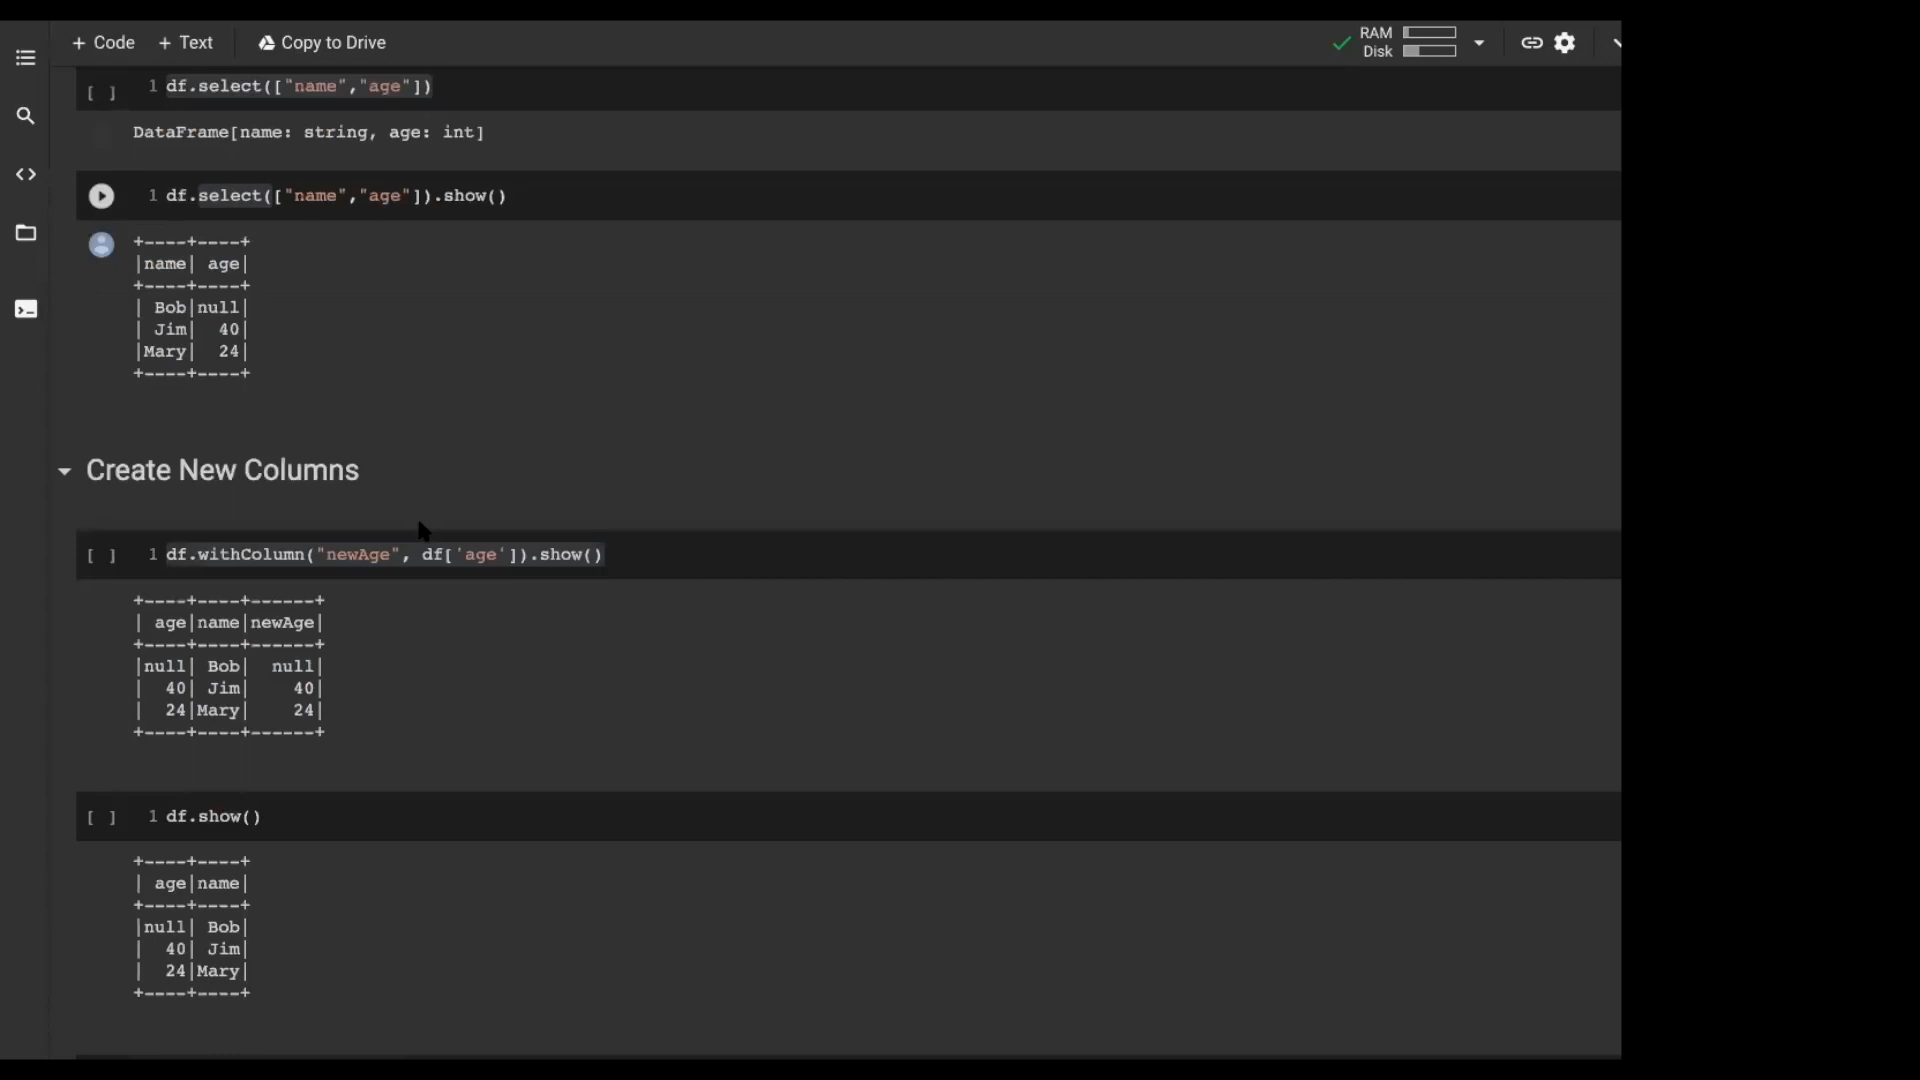 + Code + Text Copy to Drive RAM
Disk
[ ] 1 df.select(["name","age"])
DataFrame[name: string, age: int]
1 df.select(["name","age"]).show()
+----+----+
|name| age|
+----+----+
| Bob|null|
| Jim|  40|
|Mary|  24|
+----+----+
Create New Columns
[ ] 1 df.withColumn("newAge", df['age']).show()
+----+----+------+
| age|name|newAge|
+----+----+------+
|null| Bob|  null|
|  40| Jim|    40|
|  24|Mary|    24|
+----+----+------+
[ ] 1 df.show()
+----+----+
| age|name|
+----+----+
|null| Bob|
|  40| Jim|
|  24|Mary|
+----+----+